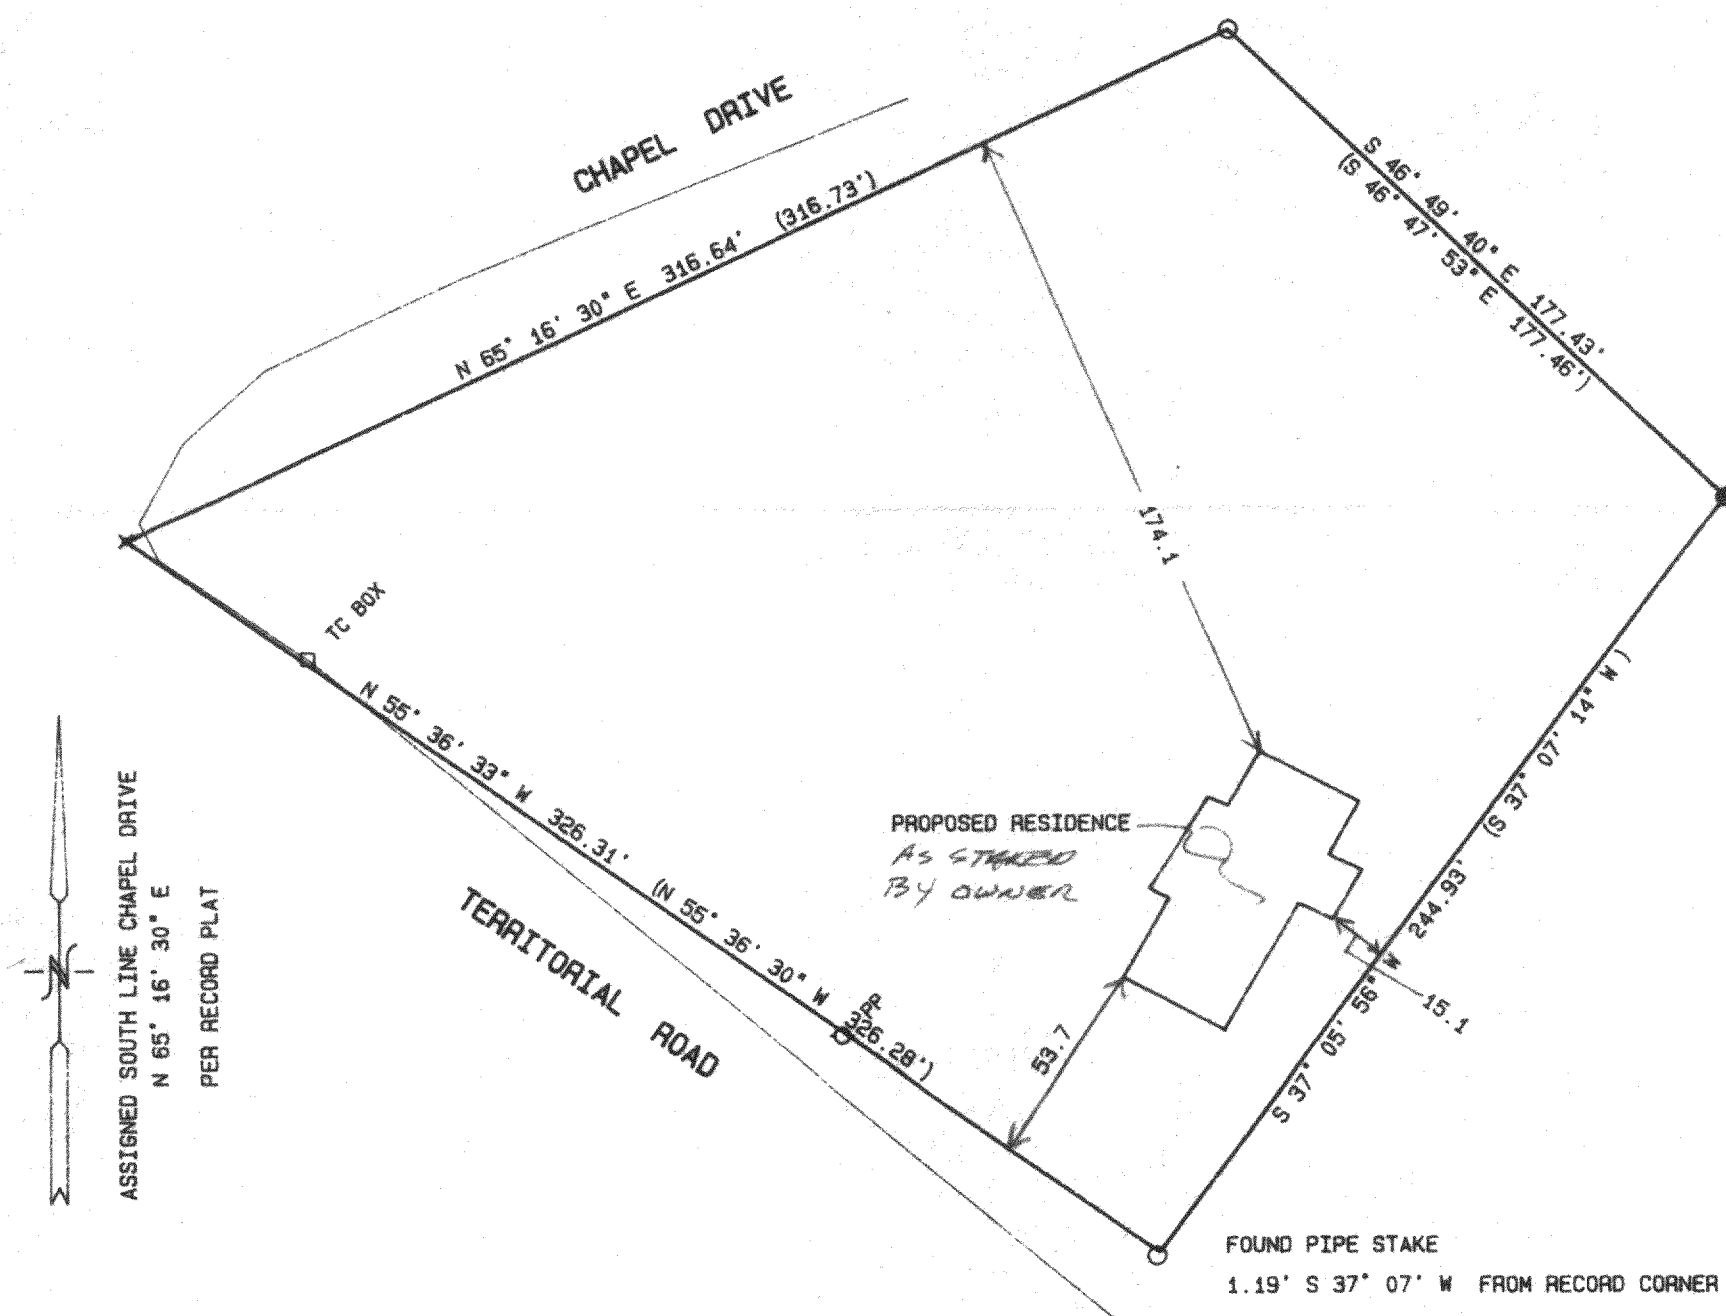 CHAPEL DRIVE
N 65° 16' 30" E 316.64' (316.73')
S 46° 49' 40" E 177.43'
(S 46° 47' 53" E 177.46')
174.1
TC BOX
N 55° 36' 33" W 326.31' (N 55° 36' 30" W 326.28')
PP
TERRITORIAL ROAD
PROPOSED RESIDENCE
AS STAKED
BY OWNER
53.7
15.1
S 37° 05' 56" W 244.93' (S 37° 07' 14" W)
N
ASSIGNED SOUTH LINE CHAPEL DRIVE
N 65° 16' 30" E
PER RECORD PLAT
FOUND PIPE STAKE
1.19' S 37° 07' W FROM RECORD CORNER